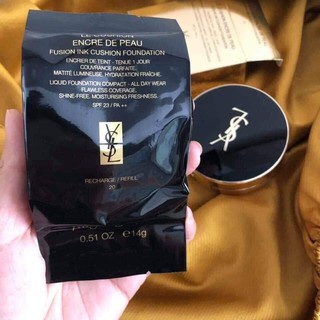 LE CUSHION
ENCRE DE PEAU
FUSION INK CUSHION FOUNDATION
ENCRIER DE TEINT - TENUE 1 JOUR
COUVRANCE PARFAITE.
MATITE LUMINEUSE. HYDRATATION FRAÎCHE.
LIQUID FOUNDATION COMPACT - ALL DAY WEAR
FLAWLESS COVERAGE.
SHINE-FREE. MOISTURISING FRESHNESS.
SPF 23 / PA ++
YSL
RECHARGE / REFILL
20
0.51 OZ ℮ 14g
YSL